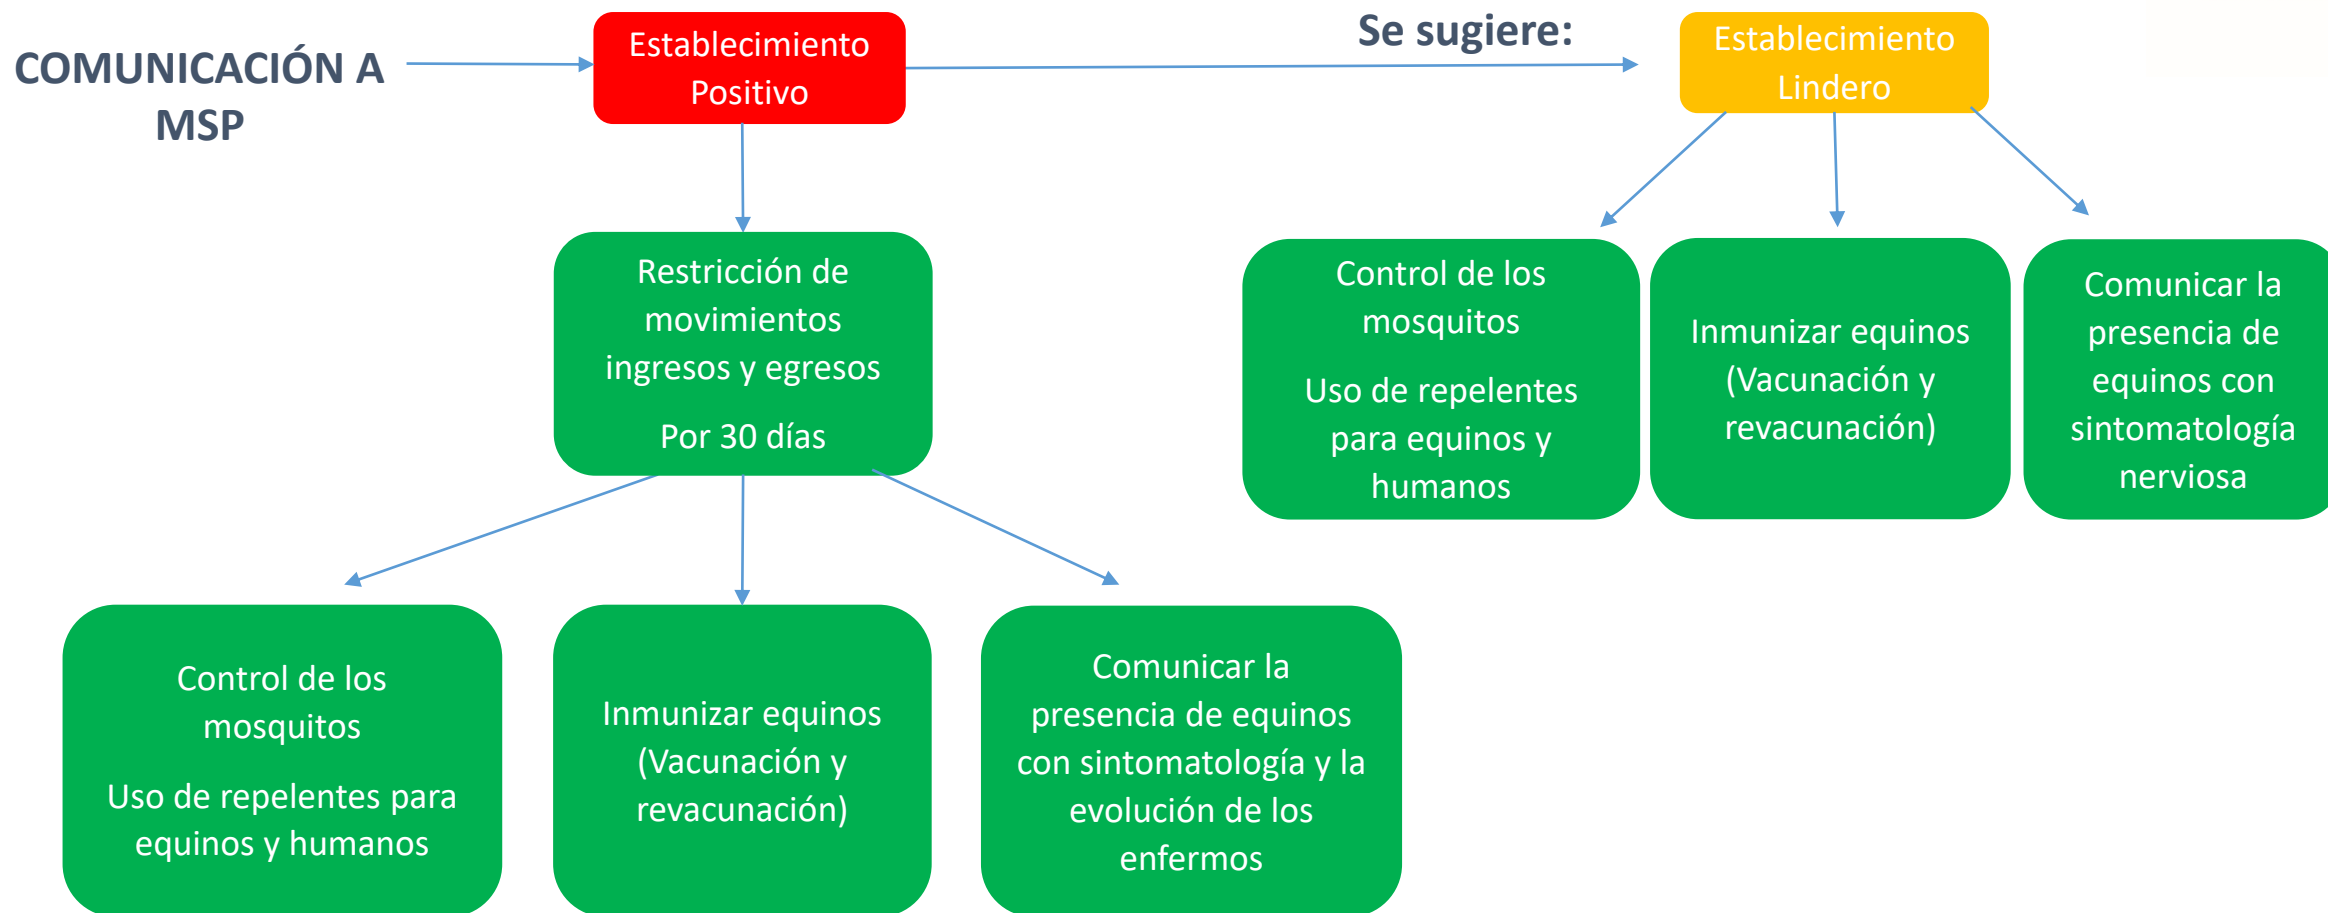 COMUNICACIÓN A
MSP
Establecimiento
Positivo
Se sugiere:
Establecimiento
Lindero
Restricción de
movimientos
ingresos y egresos
Por 30 días
Control de los
mosquitos
Uso de repelentes
para equinos y
humanos
Inmunizar equinos
(Vacunación y
revacunación)
Comunicar la
presencia de
equinos con
sintomatología
nerviosa
Control de los
mosquitos
Uso de repelentes para
equinos y humanos
Inmunizar equinos
(Vacunación y
revacunación)
Comunicar la
presencia de equinos
con sintomatología y la
evolución de los
enfermos